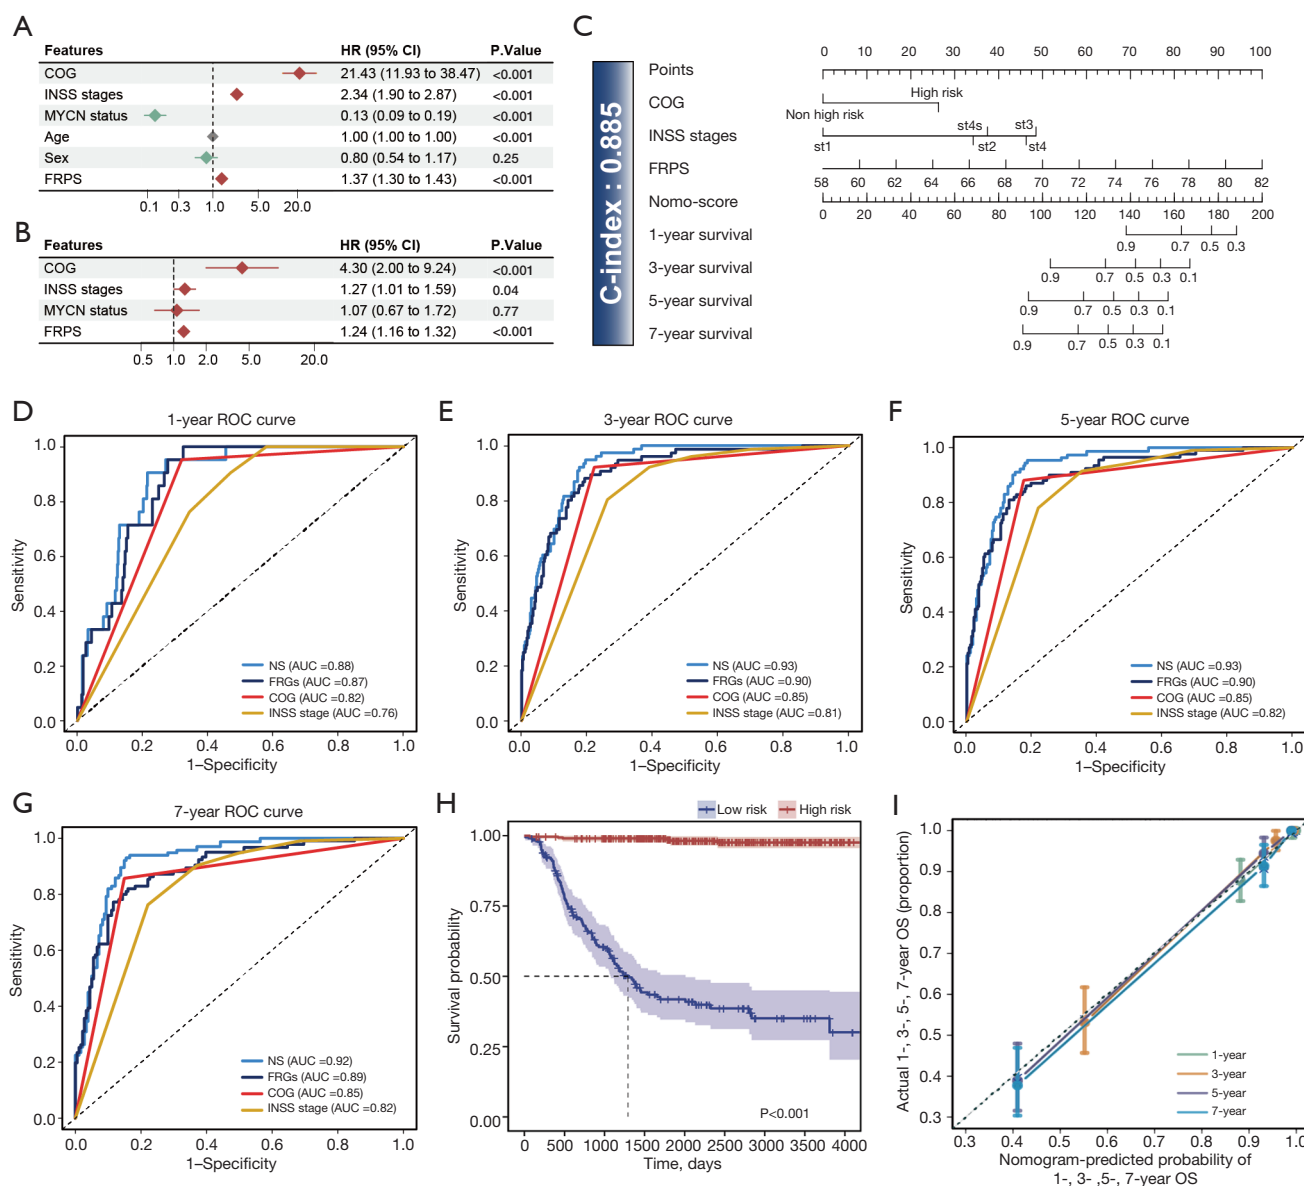 A
Features HR (95% CI) P.Value
COG 21.43 (11.93 to 38.47) <0.001
INSS stages 2.34 (1.90 to 2.87) <0.001
MYCN status 0.13 (0.09 to 0.19) <0.001
Age 1.00 (1.00 to 1.00) <0.001
Sex 0.80 (0.54 to 1.17) 0.25
FRPS 1.37 (1.30 to 1.43) <0.001
0.1 0.3 1.0 5.0 20.0
B
Features HR (95% CI) P.Value
COG 4.30 (2.00 to 9.24) <0.001
INSS stages 1.27 (1.01 to 1.59) 0.04
MYCN status 1.07 (0.67 to 1.72) 0.77
FRPS 1.24 (1.16 to 1.32) <0.001
0.5 1.0 2.0 5.0 20.0
C
C-index : 0.885
0 10 20 30 40 50 60 70 80 90 100
Points
COG
High risk
Non high risk
INSS stages
st4s st3
st1 st2 st4
FRPS
58 60 62 64 66 68 70 72 74 76 78 80 82
Nomo-score
0 20 40 60 80 100 120 140 160 180 200
1-year survival
0.9 0.7 0.5 0.3
3-year survival
0.9 0.7 0.5 0.3 0.1
5-year survival
0.9 0.7 0.5 0.3 0.1
7-year survival
0.9 0.7 0.5 0.3 0.1
D
1-year ROC curve
Sensitivity
1.0
0.8
0.6
0.4
0.2
0.0
NS (AUC =0.88)
FRGs (AUC =0.87)
COG (AUC =0.82)
INSS stage (AUC =0.76)
0.0 0.2 0.4 0.6 0.8 1.0
1–Specificity
E
3-year ROC curve
Sensitivity
1.0
0.8
0.6
0.4
0.2
0.0
NS (AUC =0.93)
FRGs (AUC =0.90)
COG (AUC =0.85)
INSS stage (AUC =0.81)
0.0 0.2 0.4 0.6 0.8 1.0
1–Specificity
F
5-year ROC curve
Sensitivity
1.0
0.8
0.6
0.4
0.2
0.0
NS (AUC =0.93)
FRGs (AUC =0.90)
COG (AUC =0.85)
INSS stage (AUC =0.82)
0.0 0.2 0.4 0.6 0.8 1.0
1–Specificity
G
7-year ROC curve
Sensitivity
1.0
0.8
0.6
0.4
0.2
0.0
NS (AUC =0.92)
FRGs (AUC =0.89)
COG (AUC =0.85)
INSS stage (AUC =0.82)
0.0 0.2 0.4 0.6 0.8 1.0
1–Specificity
H
Low risk High risk
Survival probability
1.00
0.75
0.50
0.25
0.00
P<0.001
0 500 1000 1500 2000 2500 3000 3500 4000
Time, days
I
Actual 1-, 3-, 5-, 7-year OS (proportion)
1.0
0.9
0.8
0.7
0.6
0.5
0.4
0.3
1-year
3-year
5-year
7-year
0.3 0.4 0.5 0.6 0.7 0.8 0.9 1.0
Nomogram-predicted probability of
1-, 3- ,5-, 7-year OS